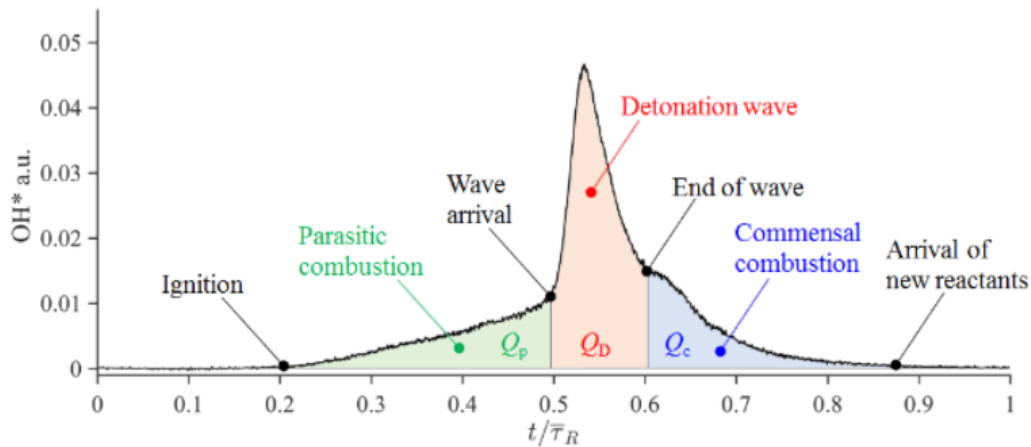 0.05
0.04
0.03
0.02
0.01
0
OH* a.u.
Detonation wave
Wave
arrival
End of wave
Parasitic
combustion
Commensal
combustion
Arrival of
new reactants
Ignition
Qp
QD
Qc
0 0.1 0.2 0.3 0.4 0.5 0.6 0.7 0.8 0.9 1
t/τ̅R